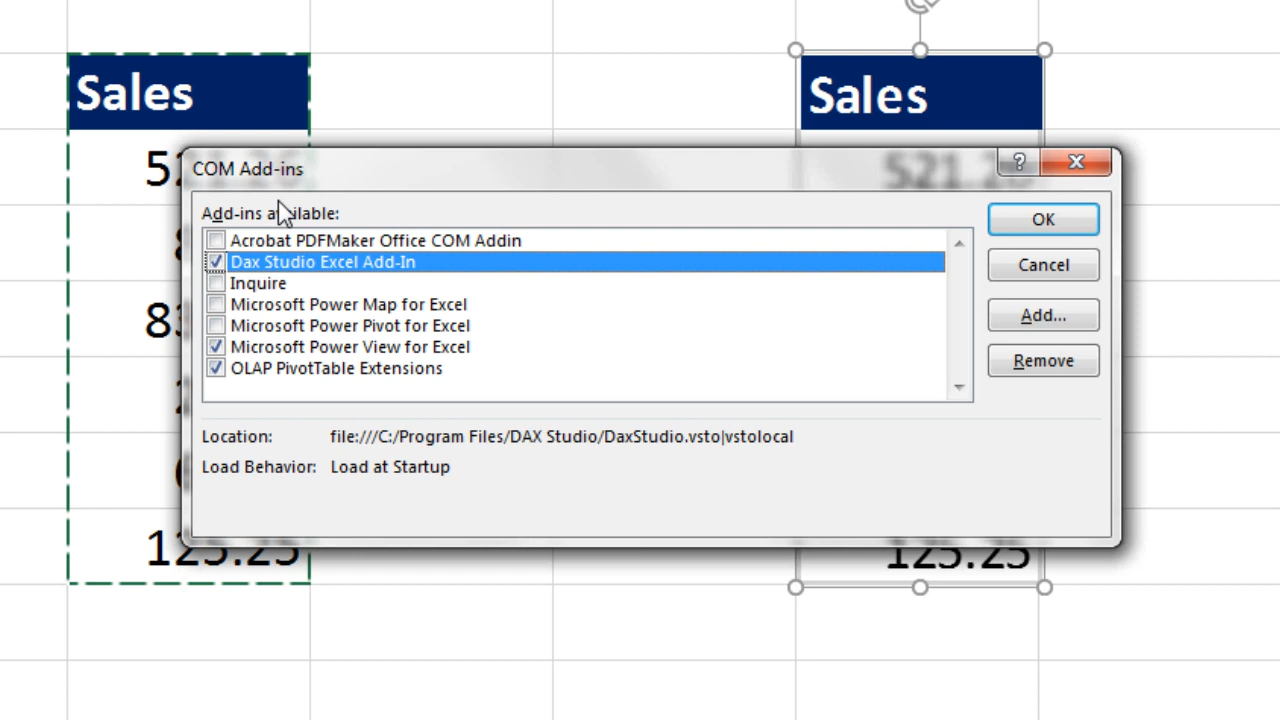 Sales
Sales
521.20
COM Add-ins
Add-ins available:
OK
Acrobat PDFMaker Office COM Addin
Dax Studio Excel Add-In
Cancel
Inquire
Microsoft Power Map for Excel
Add...
Microsoft Power Pivot for Excel
Microsoft Power View for Excel
Remove
OLAP PivotTable Extensions
Location: file:///C:/Program Files/DAX Studio/DaxStudio.vsto|vstolocal
Load Behavior: Load at Startup
125.25
125.25